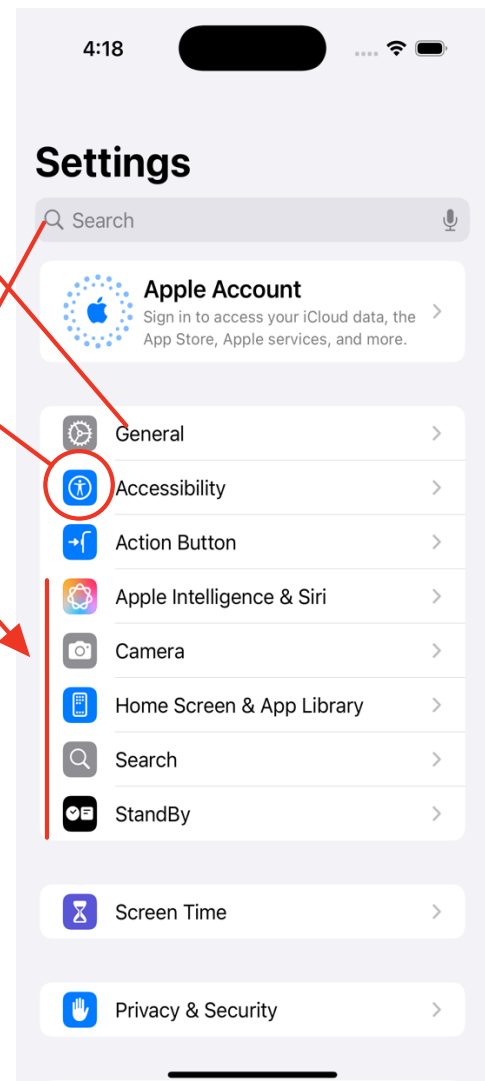 4:18
Settings
Search
Apple Account
Sign in to access your iCloud data, the
App Store, Apple services, and more.
General
Accessibility
Action Button
Apple Intelligence & Siri
Camera
Home Screen & App Library
Search
StandBy
Screen Time
Privacy & Security